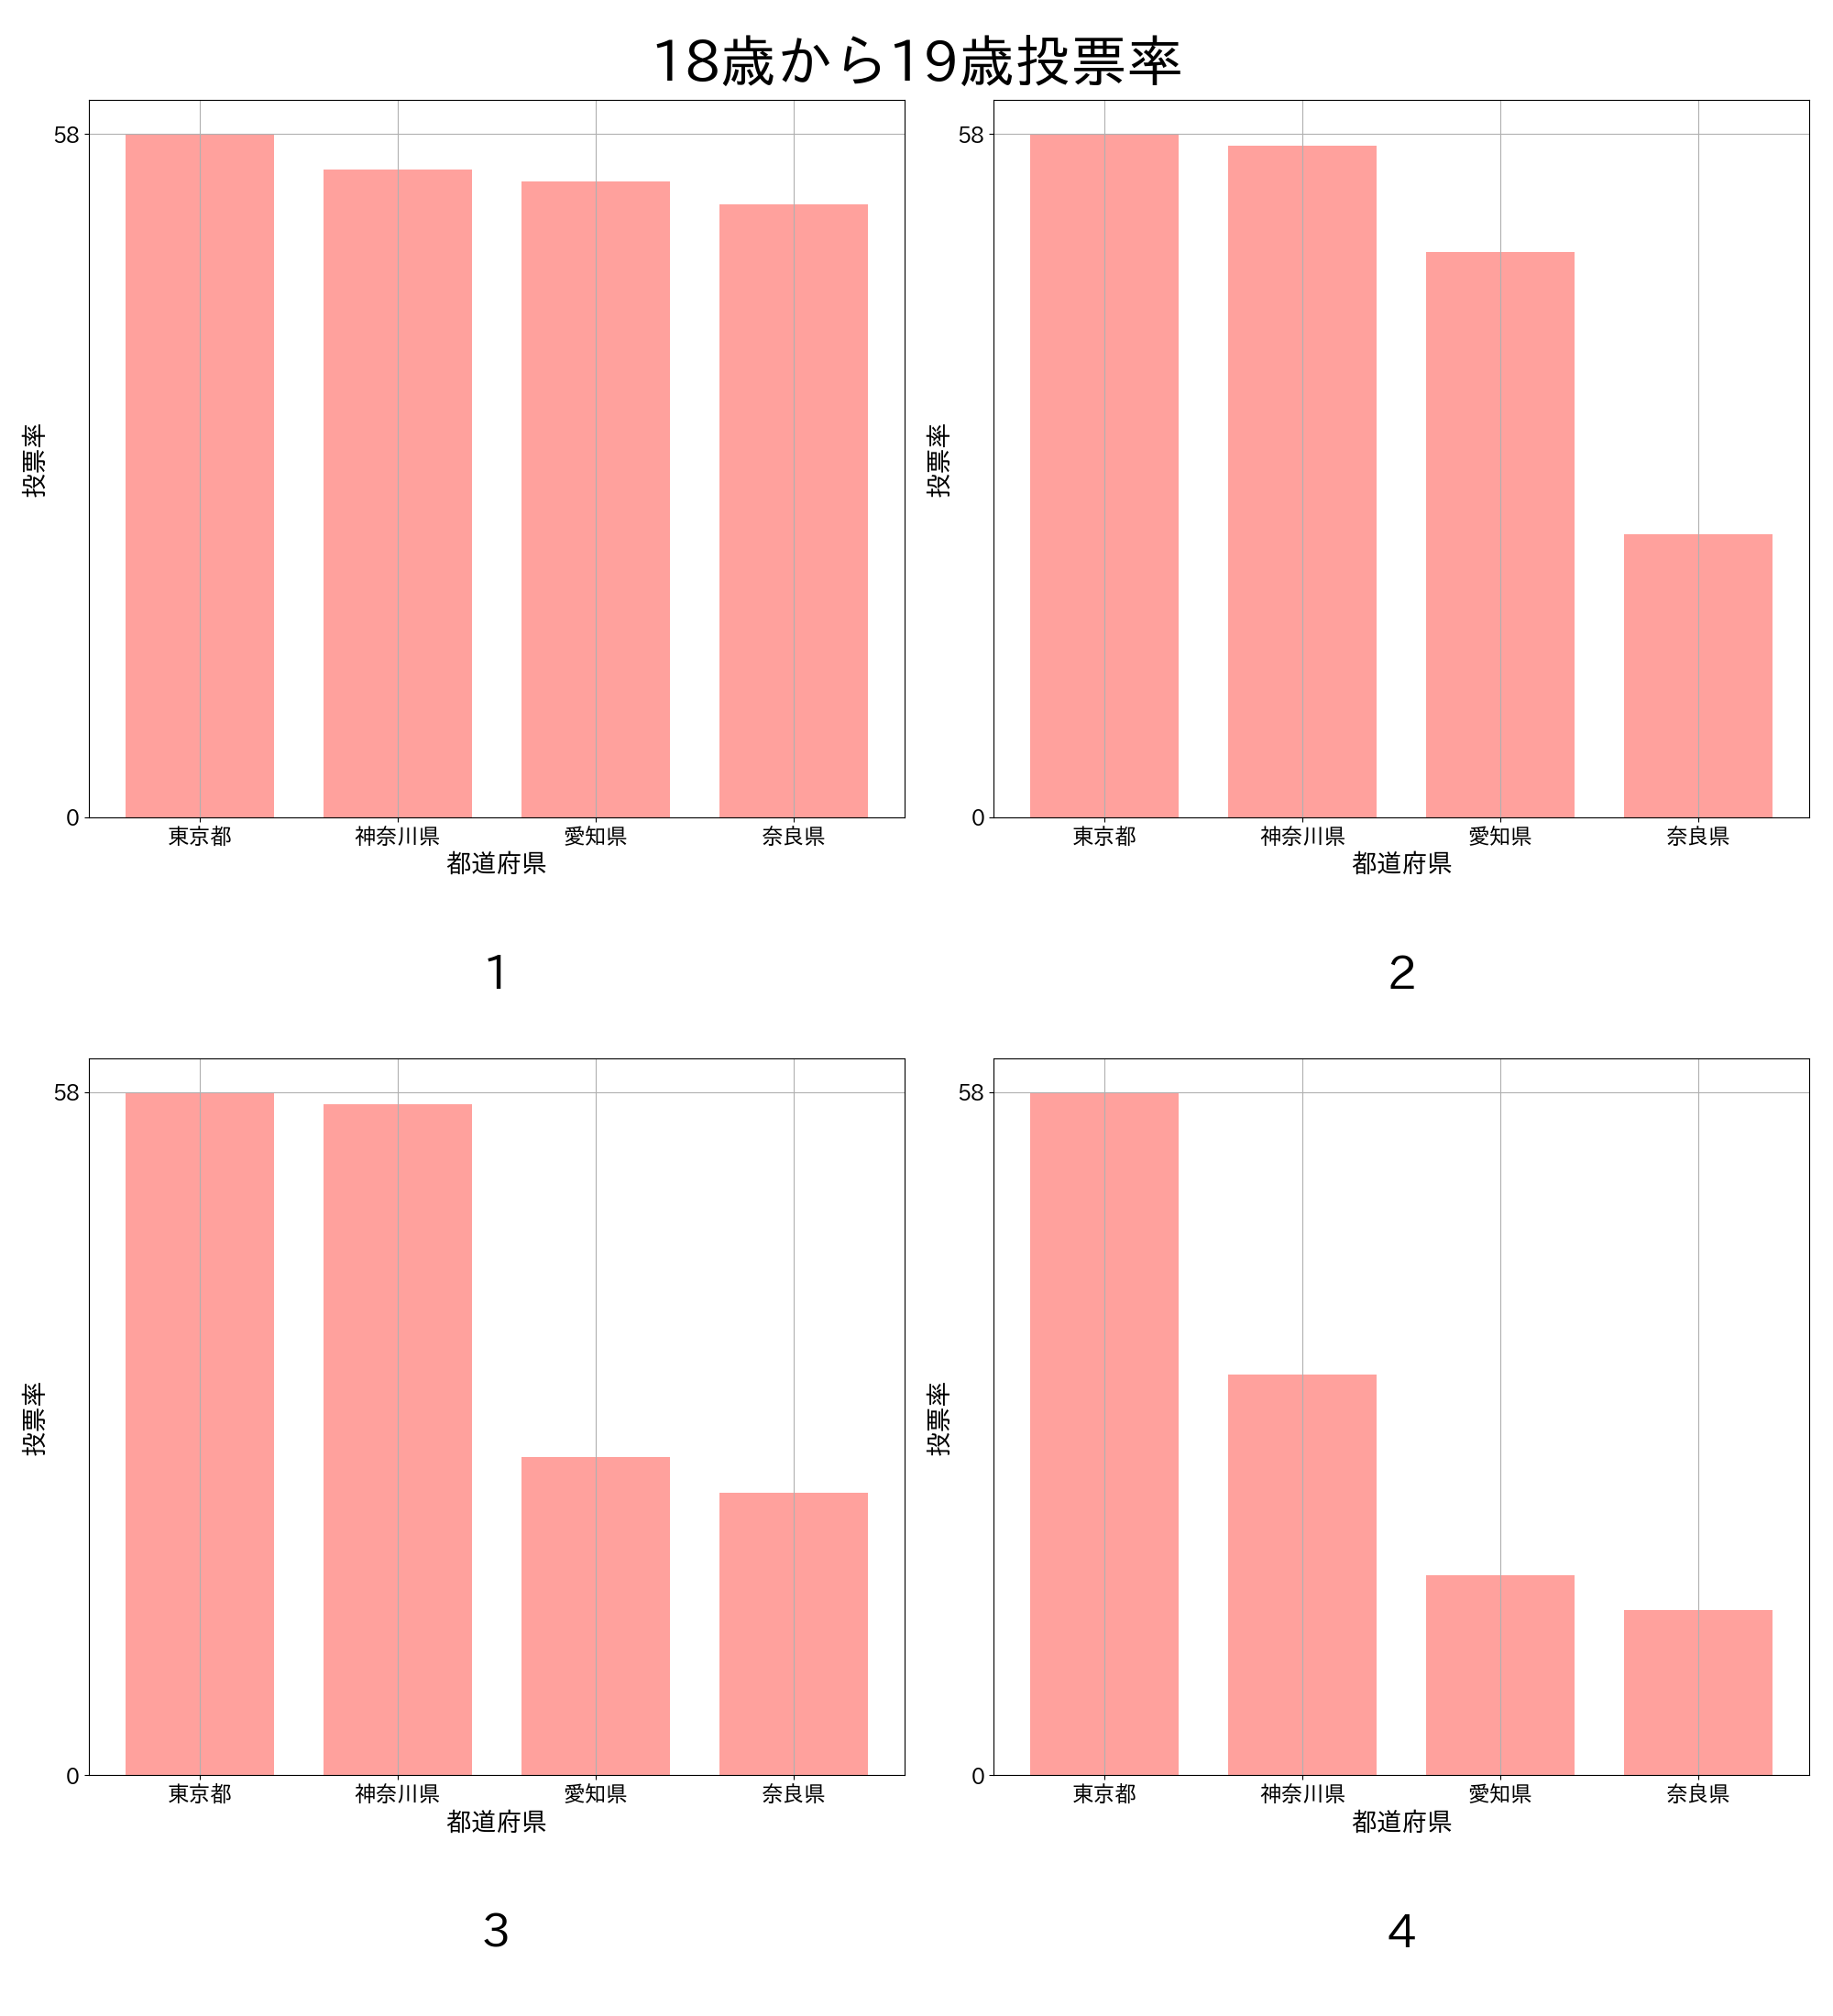 18歳から19歳投票率
58
0
投票率
東京都 神奈川県 愛知県 奈良県
都道府県
1
58
0
投票率
東京都 神奈川県 愛知県 奈良県
都道府県
2
58
0
投票率
東京都 神奈川県 愛知県 奈良県
都道府県
3
58
0
投票率
東京都 神奈川県 愛知県 奈良県
都道府県
4